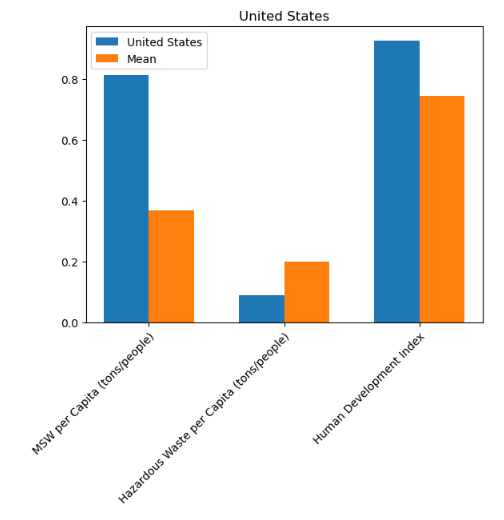 United States
United States
Mean
0.8
0.6
0.4
0.2
0.0
MSW per Capita (tons/people)
Hazardous Waste per Capita (tons/people)
Human Development Index